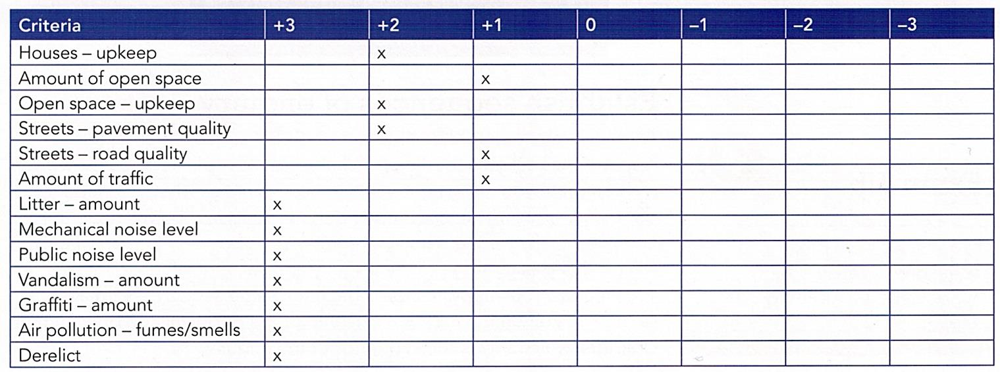 Criteria +3 +2 +1 0 –1 –2 –3
Houses – upkeep x
Amount of open space x
Open space – upkeep x
Streets – pavement quality x
Streets – road quality x
Amount of traffic x
Litter – amount x
Mechanical noise level x
Public noise level x
Vandalism – amount x
Graffiti – amount x
Air pollution – fumes/smells x
Derelict x